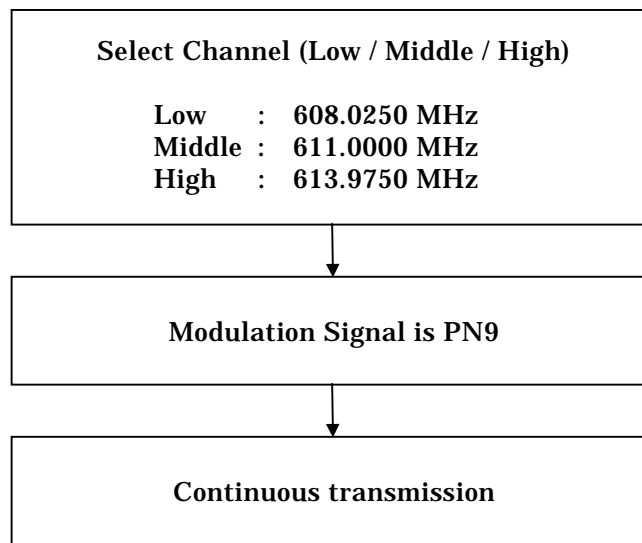 Select Channel (Low / Middle / High)
Low : 608.0250 MHz
Middle : 611.0000 MHz
High : 613.9750 MHz
Modulation Signal is PN9
Continuous transmission